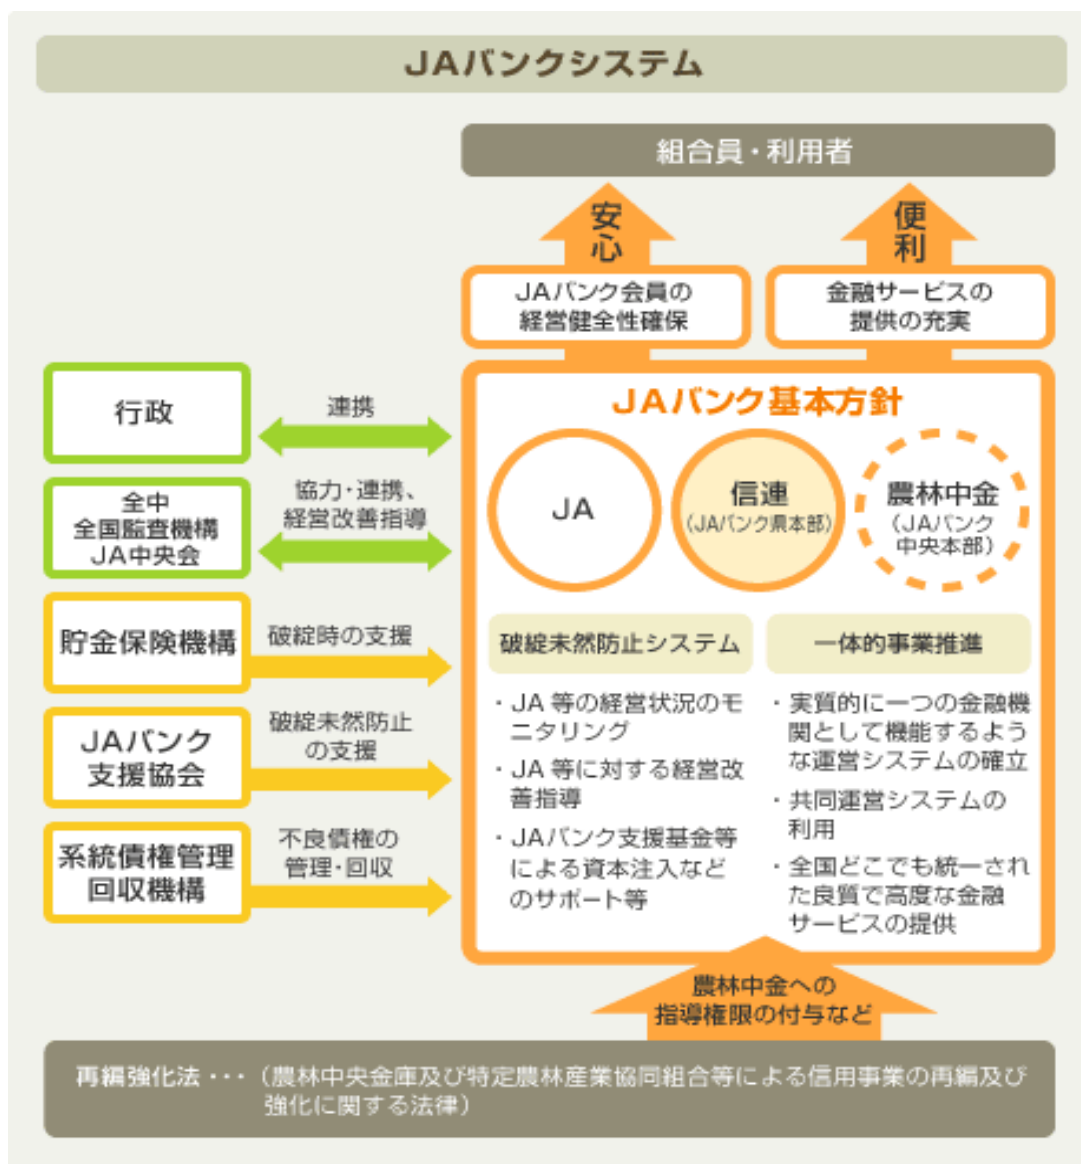 JAバンクシステム
組合員・利用者
安心
便利
JAバンク会員の
経営健全性確保
金融サービスの
提供の充実
行政
連携
全中
全国監査機構
JA中央会
協力・連携、
経営改善指導
貯金保険機構
破綻時の支援
JAバンク
支援協会
破綻未然防止
の支援
系統債権管理
回収機構
不良債権の
管理・回収
JAバンク基本方針
JA
信連
（JAバンク県本部）
農林中金
（JAバンク
中央本部）
破綻未然防止システム
・JA 等の経営状況のモ
ニタリング
・JA 等に対する経営改
善指導
・JAバンク支援基金等
による資本注入など
のサポート等
一体的事業推進
・実質的に一つの金融機
関として機能するよう
な運営システムの確立
・共同運営システムの
利用
・全国どこでも統一され
た良質で高度な金融
サービスの提供
農林中金への
指導権限の付与など
再編強化法・・・（農林中央金庫及び特定農林産業協同組合等による信用事業の再編及び
強化に関する法律）